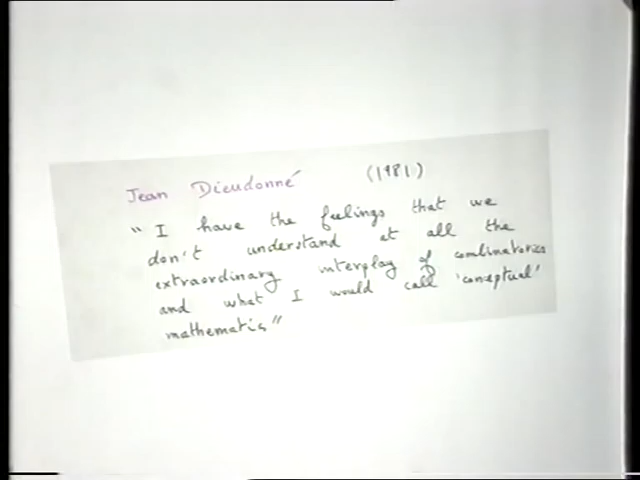 Jean Dieudonné (1981)
" I have the feelings that we
don't understand at all the
extraordinary interplay of combinatorics
and what I would call 'conceptual'
mathematics"